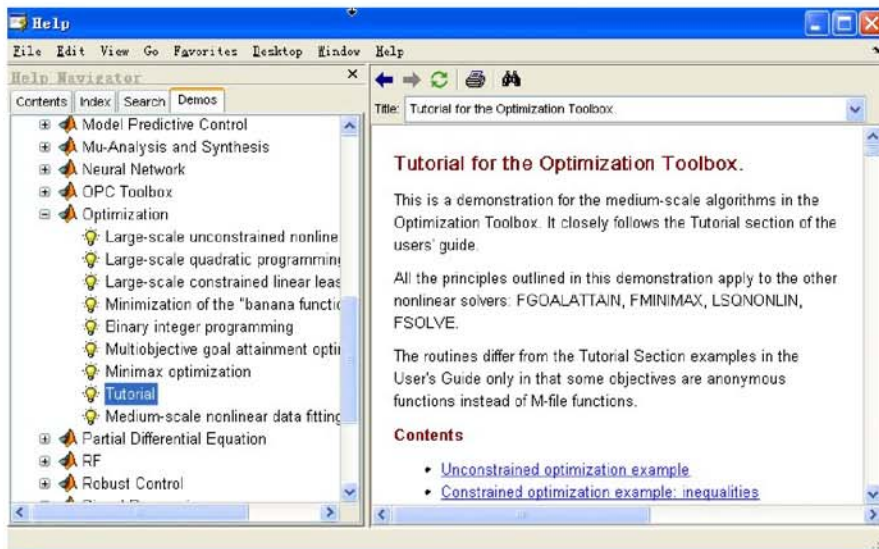 Help
File Edit View Go Favorites Desktop Window Help
Help Navigator
Contents Index Search Demos
Model Predictive Control
Mu-Analysis and Synthesis
Neural Network
OPC Toolbox
Optimization
Large-scale unconstrained nonline
Large-scale quadratic programming
Large-scale constrained linear leas
Minimization of the "banana functio
Binary integer programming
Multiobjective goal attainment opti
Minimax optimization
Tutorial
Medium-scale nonlinear data fitting
Partial Differential Equation
RF
Robust Control
Title: Tutorial for the Optimization Toolbox.
Tutorial for the Optimization Toolbox.
This is a demonstration for the medium-scale algorithms in the
Optimization Toolbox. It closely follows the Tutorial section of the
users' guide.
All the principles outlined in this demonstration apply to the other
nonlinear solvers: FGOALATTAIN, FMINIMAX, LSQNONLIN,
FSOLVE.
The routines differ from the Tutorial Section examples in the
User's Guide only in that some objectives are anonymous
functions instead of M-file functions.
Contents
• Unconstrained optimization example
• Constrained optimization example: inequalities